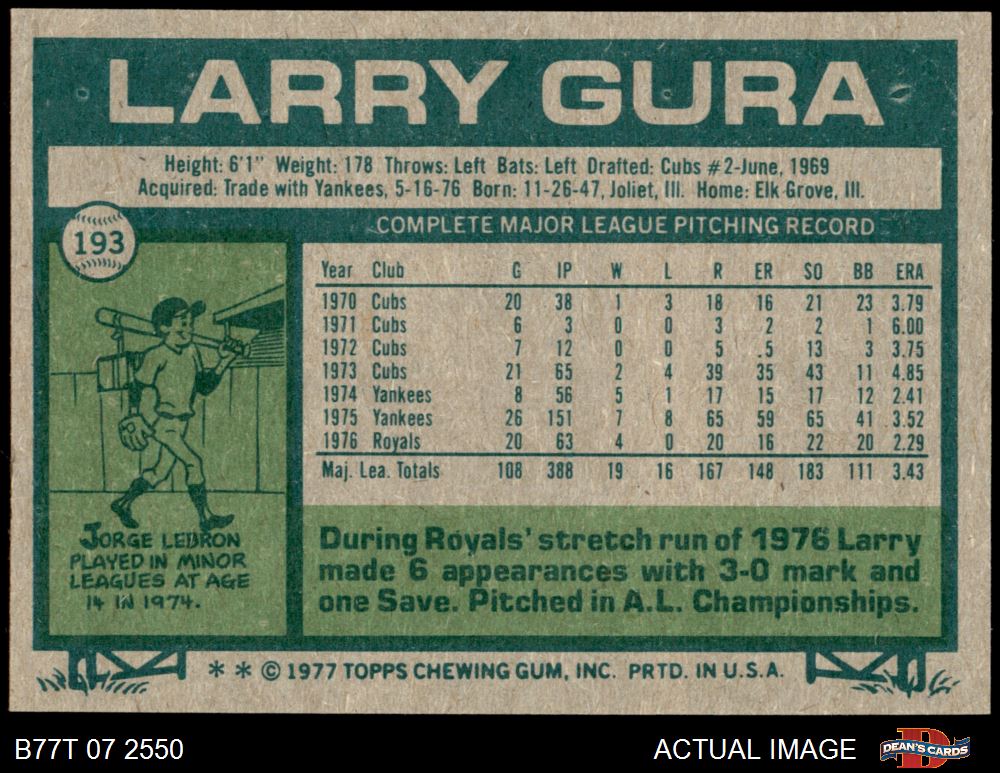 LARRY GURA
Height: 6'1" Weight: 178 Throws: Left Bats: Left Drafted: Cubs #2-June, 1969
Acquired: Trade with Yankees, 5-16-76 Born: 11-26-47, Joliet, Ill. Home: Elk Grove, Ill.
193
COMPLETE MAJOR LEAGUE PITCHING RECORD
Year Club G IP W L R ER SO BB ERA
1970 Cubs 20 38 1 3 18 16 21 23 3.79
1971 Cubs 6 3 0 0 3 2 2 1 6.00
1972 Cubs 7 12 0 0 5 5 13 3 3.75
1973 Cubs 21 65 2 4 39 35 43 11 4.85
1974 Yankees 8 56 5 1 17 15 17 12 2.41
1975 Yankees 26 151 7 8 65 59 65 41 3.52
1976 Royals 20 63 4 0 20 16 22 20 2.29
Maj. Lea. Totals 108 388 19 16 167 148 183 111 3.43
JORGE LEBRON
PLAYED IN MINOR
LEAGUES AT AGE
14 IN 1974.
During Royals' stretch run of 1976 Larry
made 6 appearances with 3-0 mark and
one Save. Pitched in A.L. Championships.
** © 1977 TOPPS CHEWING GUM, INC. PRTD. IN U.S.A.
B77T 07 2550
ACTUAL IMAGE
D
DEAN'S CARDS